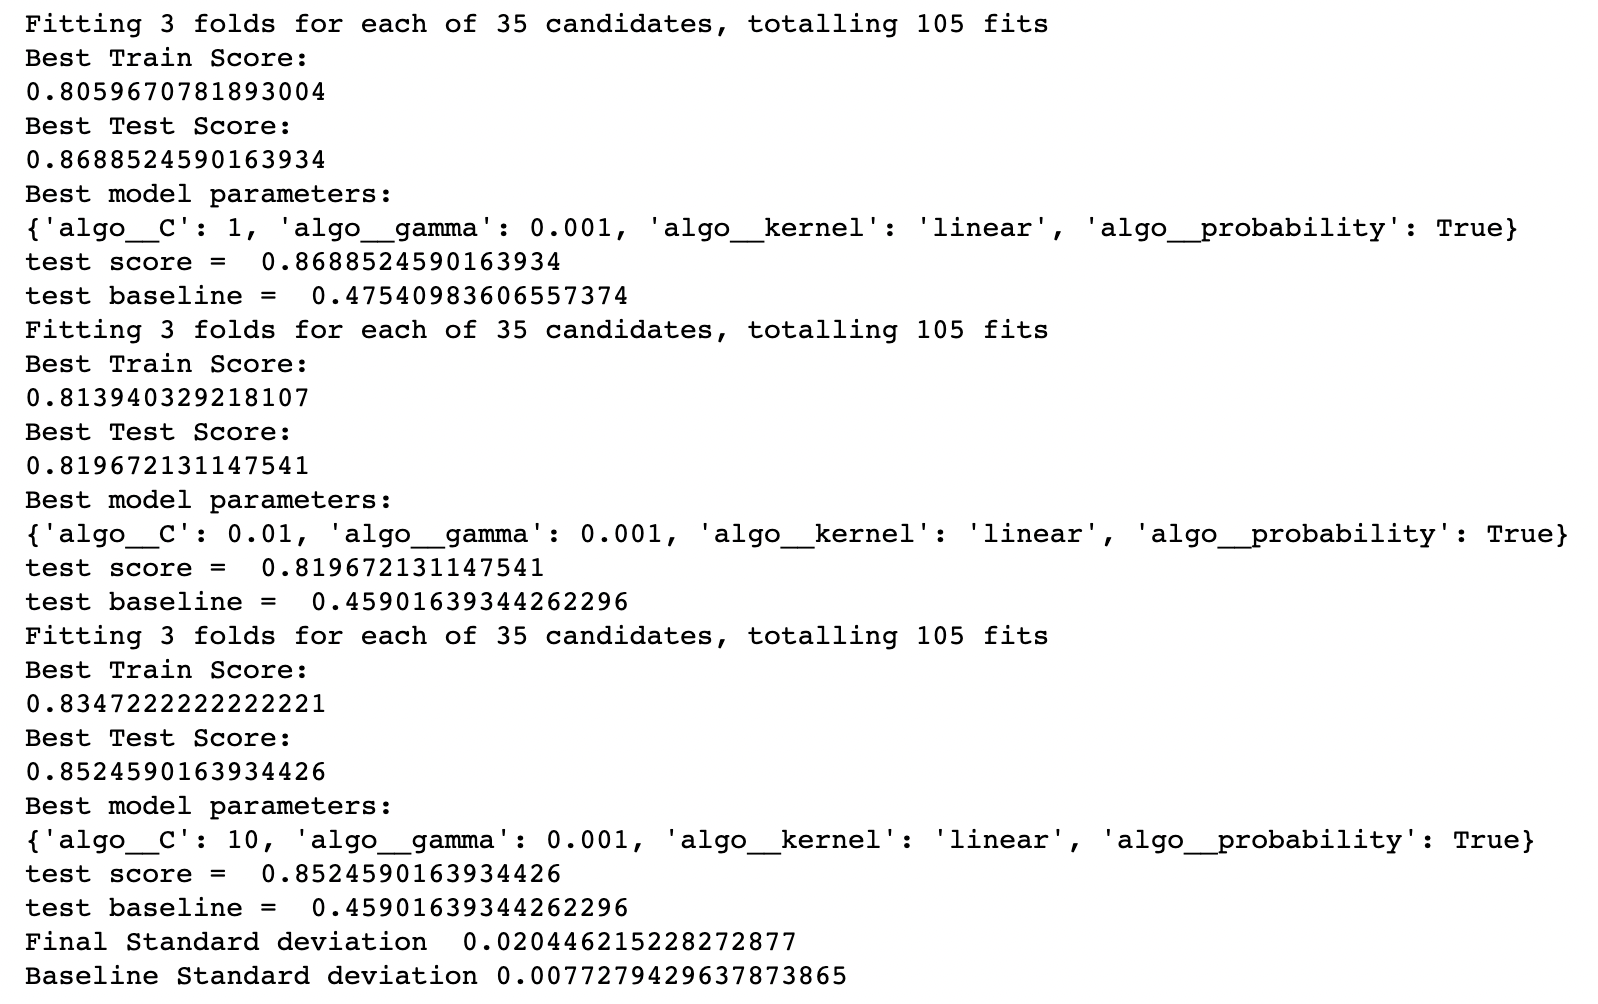 Fitting 3 folds for each of 35 candidates, totalling 105 fits
Best Train Score:
0.8059670781893004
Best Test Score:
0.8688524590163934
Best model parameters:
{'algo__C': 1, 'algo__gamma': 0.001, 'algo__kernel': 'linear', 'algo__probability': True}
test score =  0.8688524590163934
test baseline =  0.47540983606557374
Fitting 3 folds for each of 35 candidates, totalling 105 fits
Best Train Score:
0.813940329218107
Best Test Score:
0.819672131147541
Best model parameters:
{'algo__C': 0.01, 'algo__gamma': 0.001, 'algo__kernel': 'linear', 'algo__probability': True}
test score =  0.819672131147541
test baseline =  0.45901639344262296
Fitting 3 folds for each of 35 candidates, totalling 105 fits
Best Train Score:
0.8347222222222221
Best Test Score:
0.8524590163934426
Best model parameters:
{'algo__C': 10, 'algo__gamma': 0.001, 'algo__kernel': 'linear', 'algo__probability': True}
test score =  0.8524590163934426
test baseline =  0.45901639344262296
Final Standard deviation  0.020446215228272877
Baseline Standard deviation 0.0077279429637873865